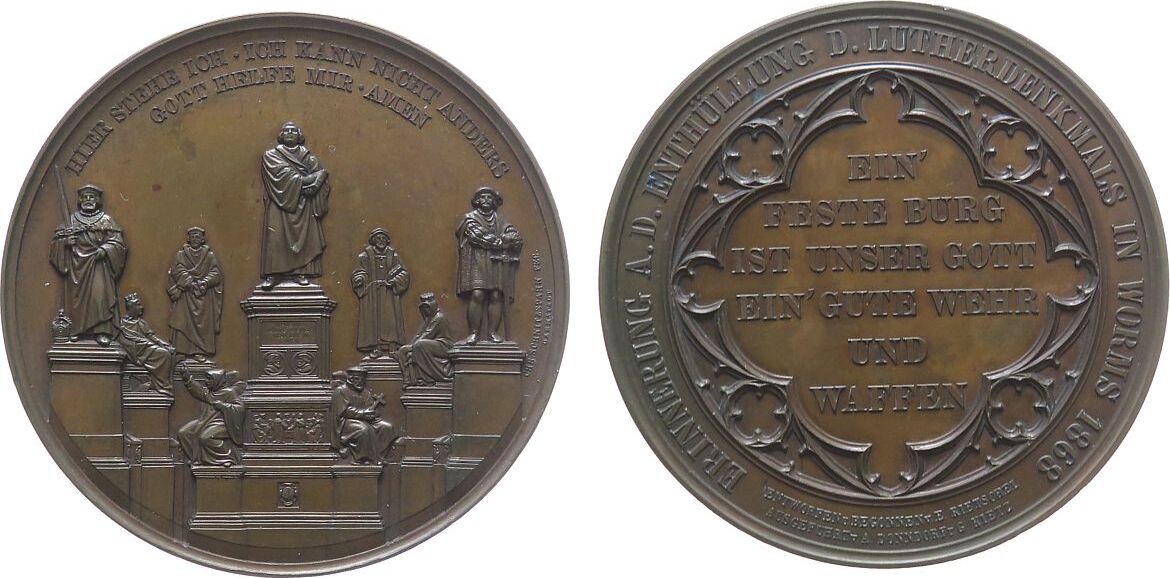 HIER STEHE ICH · ICH KANN NICHT ANDERS
GOTT HELFE MIR · AMEN
ERINNERUNG A. D. ENTHÜLLUNG D. LUTHERDENKMALS IN WORMS 1868
EIN'
FESTE BURG
IST UNSER GOTT
EIN' GUTE WEHR
UND
WAFFEN
ENTWORFEN U. BEGONNEN V. E RIETSCHEL
AUSGEFÜHRT V. A. DONNDORF U. G KIETZ